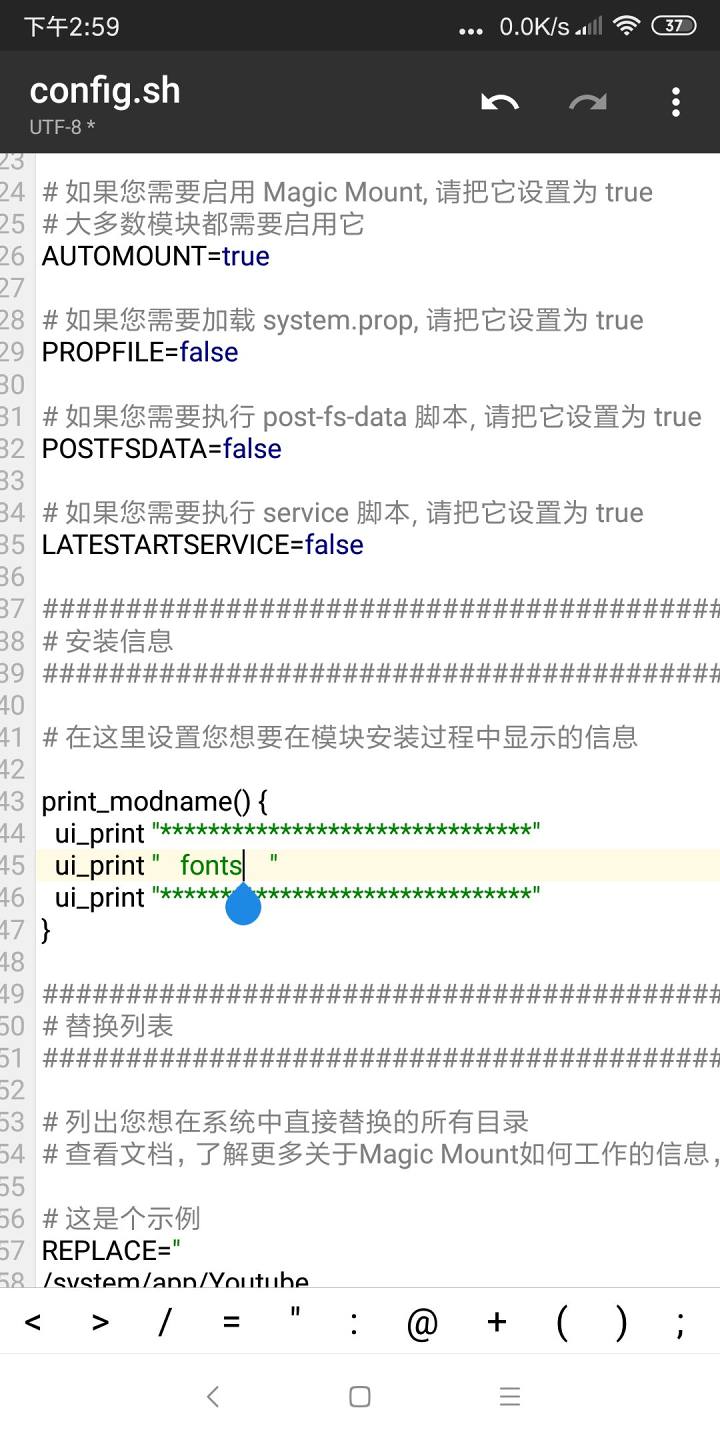 下午2:59 ... 0.0K/s 37
config.sh
UTF-8 *
23
24 # 如果您需要启用 Magic Mount, 请把它设置为 true
25 # 大多数模块都需要启用它
26 AUTOMOUNT=true
27
28 # 如果您需要加载 system.prop, 请把它设置为 true
29 PROPFILE=false
30
31 # 如果您需要执行 post-fs-data 脚本, 请把它设置为 true
32 POSTFSDATA=false
33
34 # 如果您需要执行 service 脚本, 请把它设置为 true
35 LATESTARTSERVICE=false
36
37 #########################################
38 # 安装信息
39 #########################################
40
41 # 在这里设置您想要在模块安装过程中显示的信息
42
43 print_modname() {
44 ui_print "*******************************"
45 ui_print "   fonts    "
46 ui_print "*******************************"
47 }
48
49 #########################################
50 # 替换列表
51 #########################################
52
53 # 列出您想在系统中直接替换的所有目录
54 # 查看文档，了解更多关于Magic Mount如何工作的信息，
55
56 # 这是个示例
57 REPLACE="
58 /system/app/Youtube
< > / = " : @ + ( ) ;